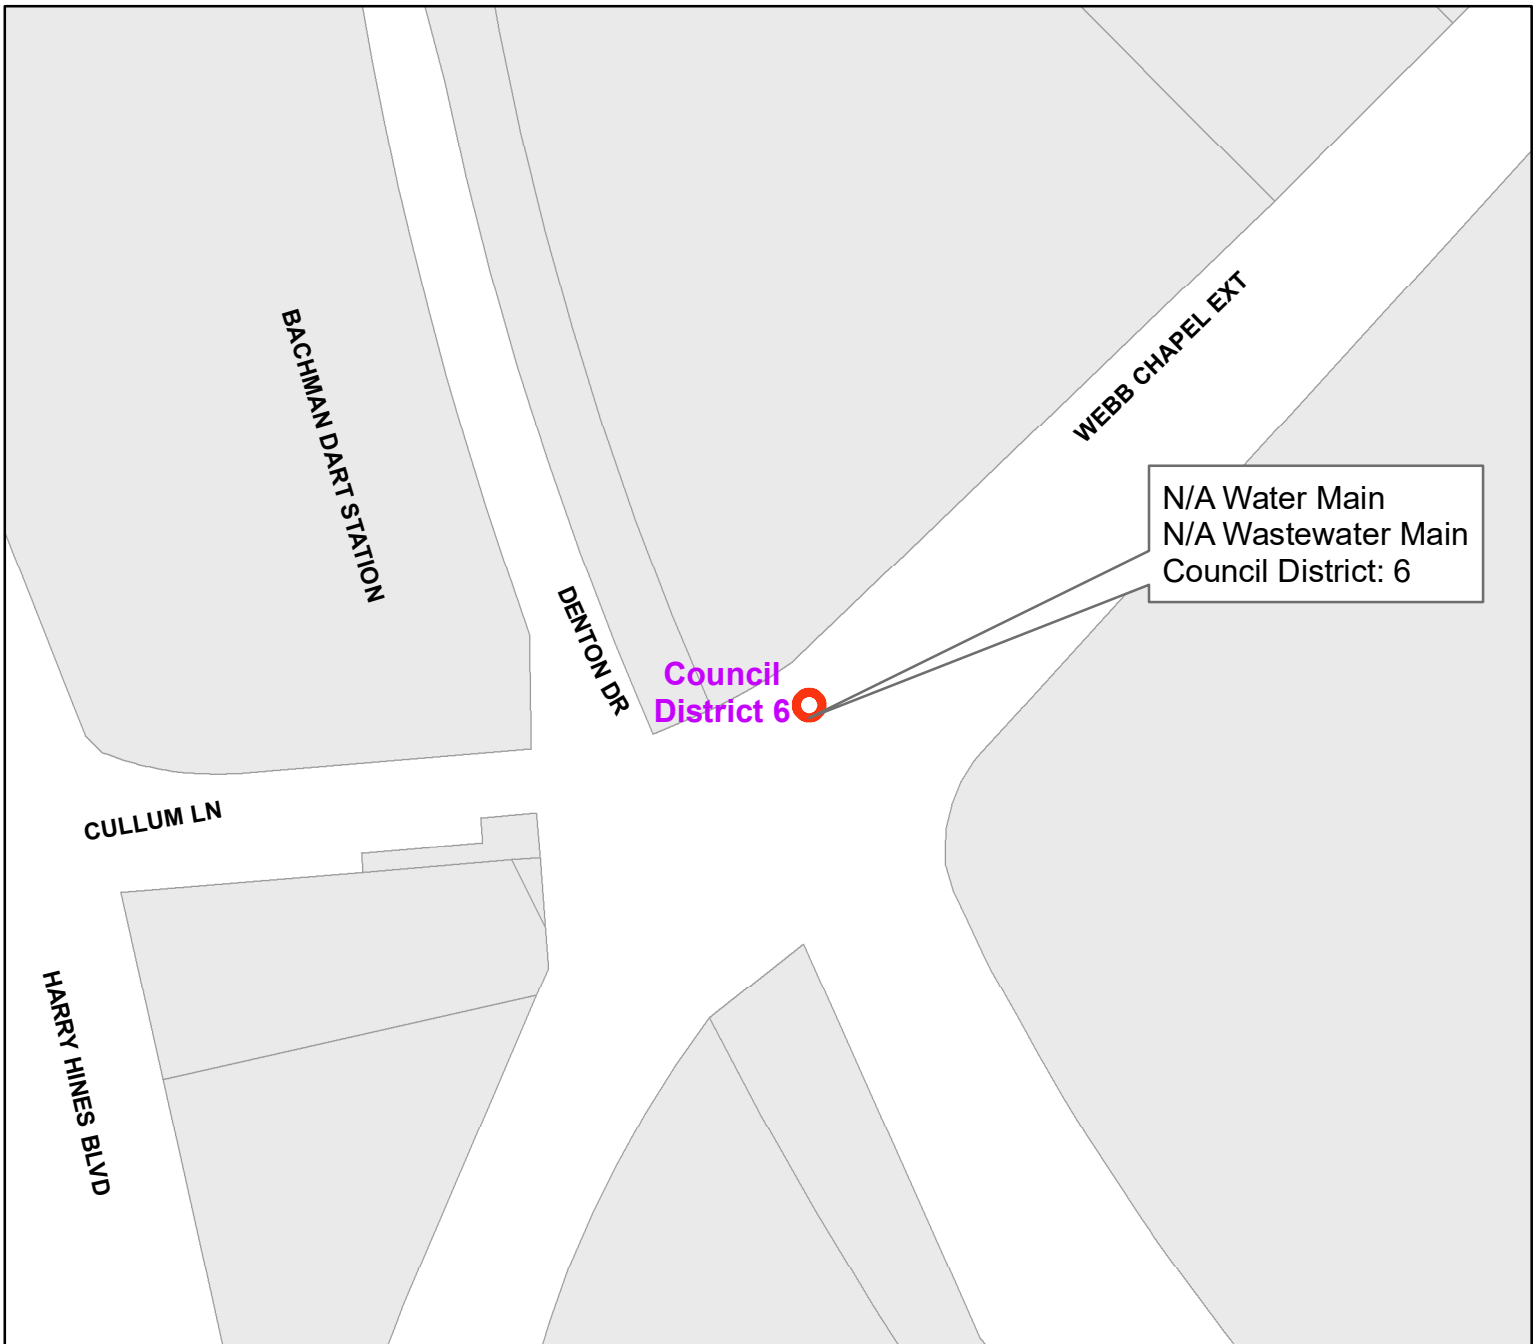 BACHMAN DART STATION
WEBB CHAPEL EXT
N/A Water Main
N/A Wastewater Main
Council District: 6
DENTON DR
Council
District 6
CULLUM LN
HARRY HINES BLVD